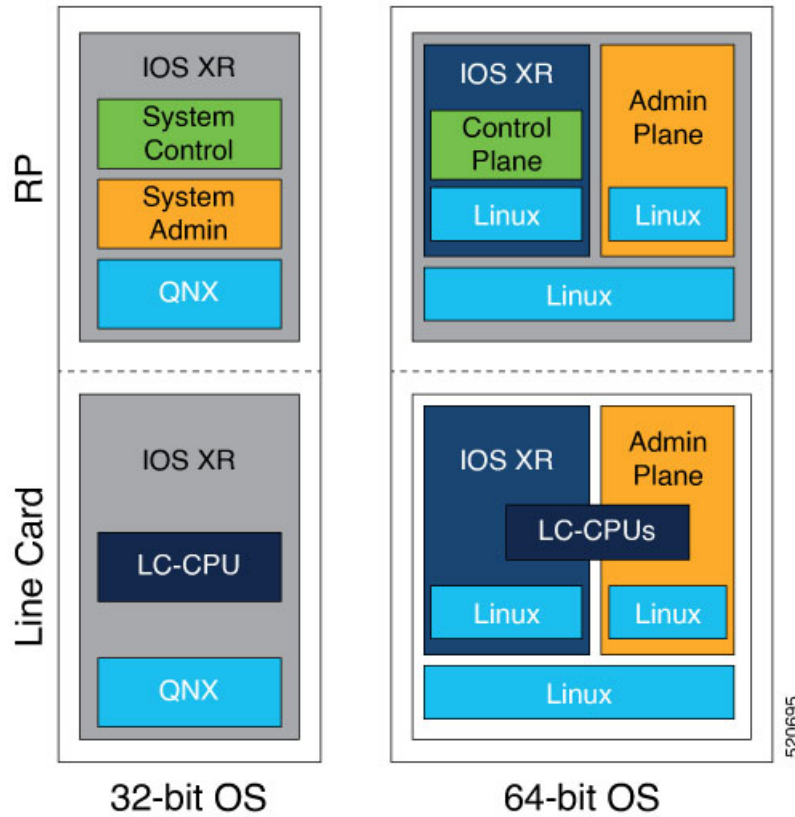 RP
IOS XR
System
Control
System
Admin
QNX
IOS XR
Control
Plane
Linux
Admin
Plane
Linux
Linux
Line Card
IOS XR
LC-CPU
QNX
IOS XR
Admin
Plane
LC-CPUs
Linux
Linux
Linux
32-bit OS
64-bit OS
520695